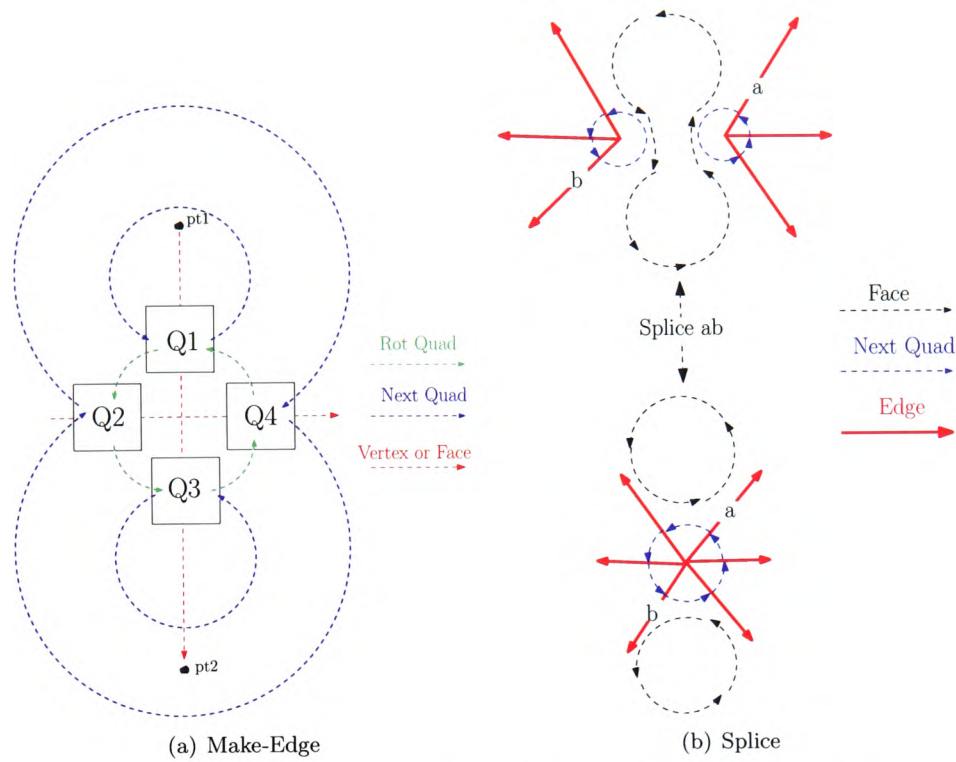 pt1
Q1
Q2
Q4
Q3
pt2
Rot Quad
Next Quad
Vertex or Face
(a) Make-Edge
a
b
Splice ab
a
b
Face
Next Quad
Edge
(b) Splice